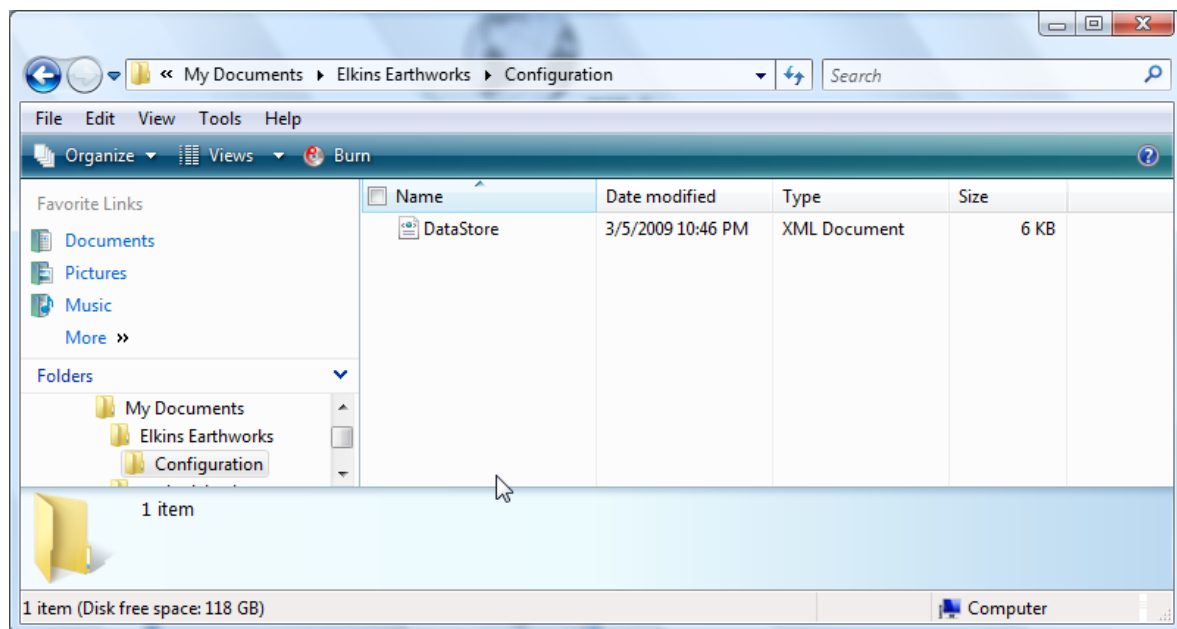 « My Documents ▸ Elkins Earthworks ▸ Configuration Search
File Edit View Tools Help
Organize Views Burn
Favorite Links
Documents
Pictures
Music
More »
Folders
My Documents
Elkins Earthworks
Configuration
Name Date modified Type Size
DataStore 3/5/2009 10:46 PM XML Document 6 KB
1 item
1 item (Disk free space: 118 GB) Computer